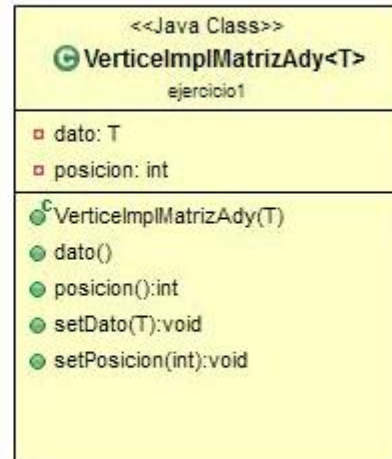 <<Java Class>>
VerticeImplMatrizAdy<T>
ejercicio1
dato: T
posicion: int
VerticeImplMatrizAdy(T)
dato()
posicion():int
setDato(T):void
setPosicion(int):void